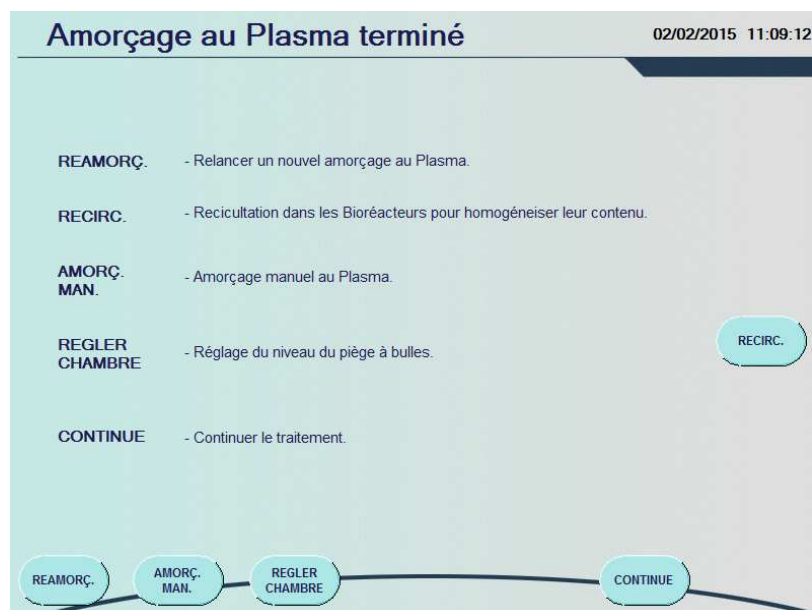 Amorçage au Plasma terminé
02/02/2015 11:09:12
REAMORÇ.
- Relancer un nouvel amorçage au Plasma.
RECIRC.
- Recicultation dans les Bioréacteurs pour homogéneiser leur contenu.
AMORÇ.
MAN.
- Amorçage manuel au Plasma.
REGLER
CHAMBRE
- Réglage du niveau du piège à bulles.
RECIRC.
CONTINUE
- Continuer le traitement.
REAMORÇ.
AMORÇ.
MAN.
REGLER
CHAMBRE
CONTINUE